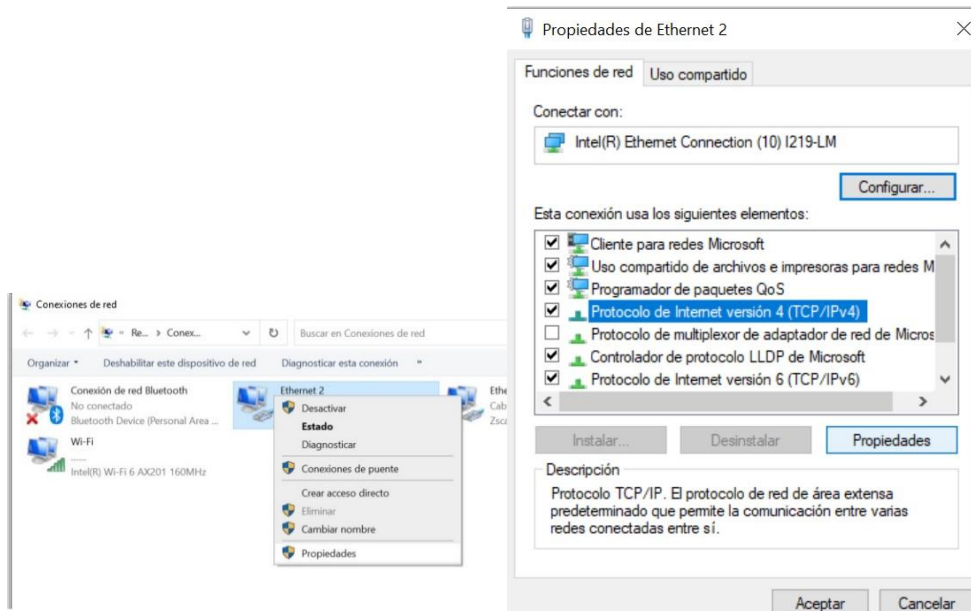 Conexiones de red
Re... > Conex...
Buscar en Conexiones de red
Organizar
Deshabilitar este dispositivo de red
Diagnosticar esta conexión
»
Conexión de red Bluetooth
No conectado
Bluetooth Device (Personal Area ...
Wi-Fi
Intel(R) Wi-Fi 6 AX201 160MHz
Ethernet 2
Desactivar
Estado
Diagnosticar
Conexiones de puente
Crear acceso directo
Eliminar
Cambiar nombre
Propiedades
Ethe
Cab
Zsca
Propiedades de Ethernet 2
Funciones de red
Uso compartido
Conectar con:
Intel(R) Ethernet Connection (10) I219-LM
Configurar...
Esta conexión usa los siguientes elementos:
Cliente para redes Microsoft
Uso compartido de archivos e impresoras para redes M
Programador de paquetes QoS
Protocolo de Internet versión 4 (TCP/IPv4)
Protocolo de multiplexor de adaptador de red de Micros
Controlador de protocolo LLDP de Microsoft
Protocolo de Internet versión 6 (TCP/IPv6)
Instalar...
Desinstalar
Propiedades
Descripción
Protocolo TCP/IP. El protocolo de red de área extensa
predeterminado que permite la comunicación entre varias
redes conectadas entre sí.
Aceptar
Cancelar